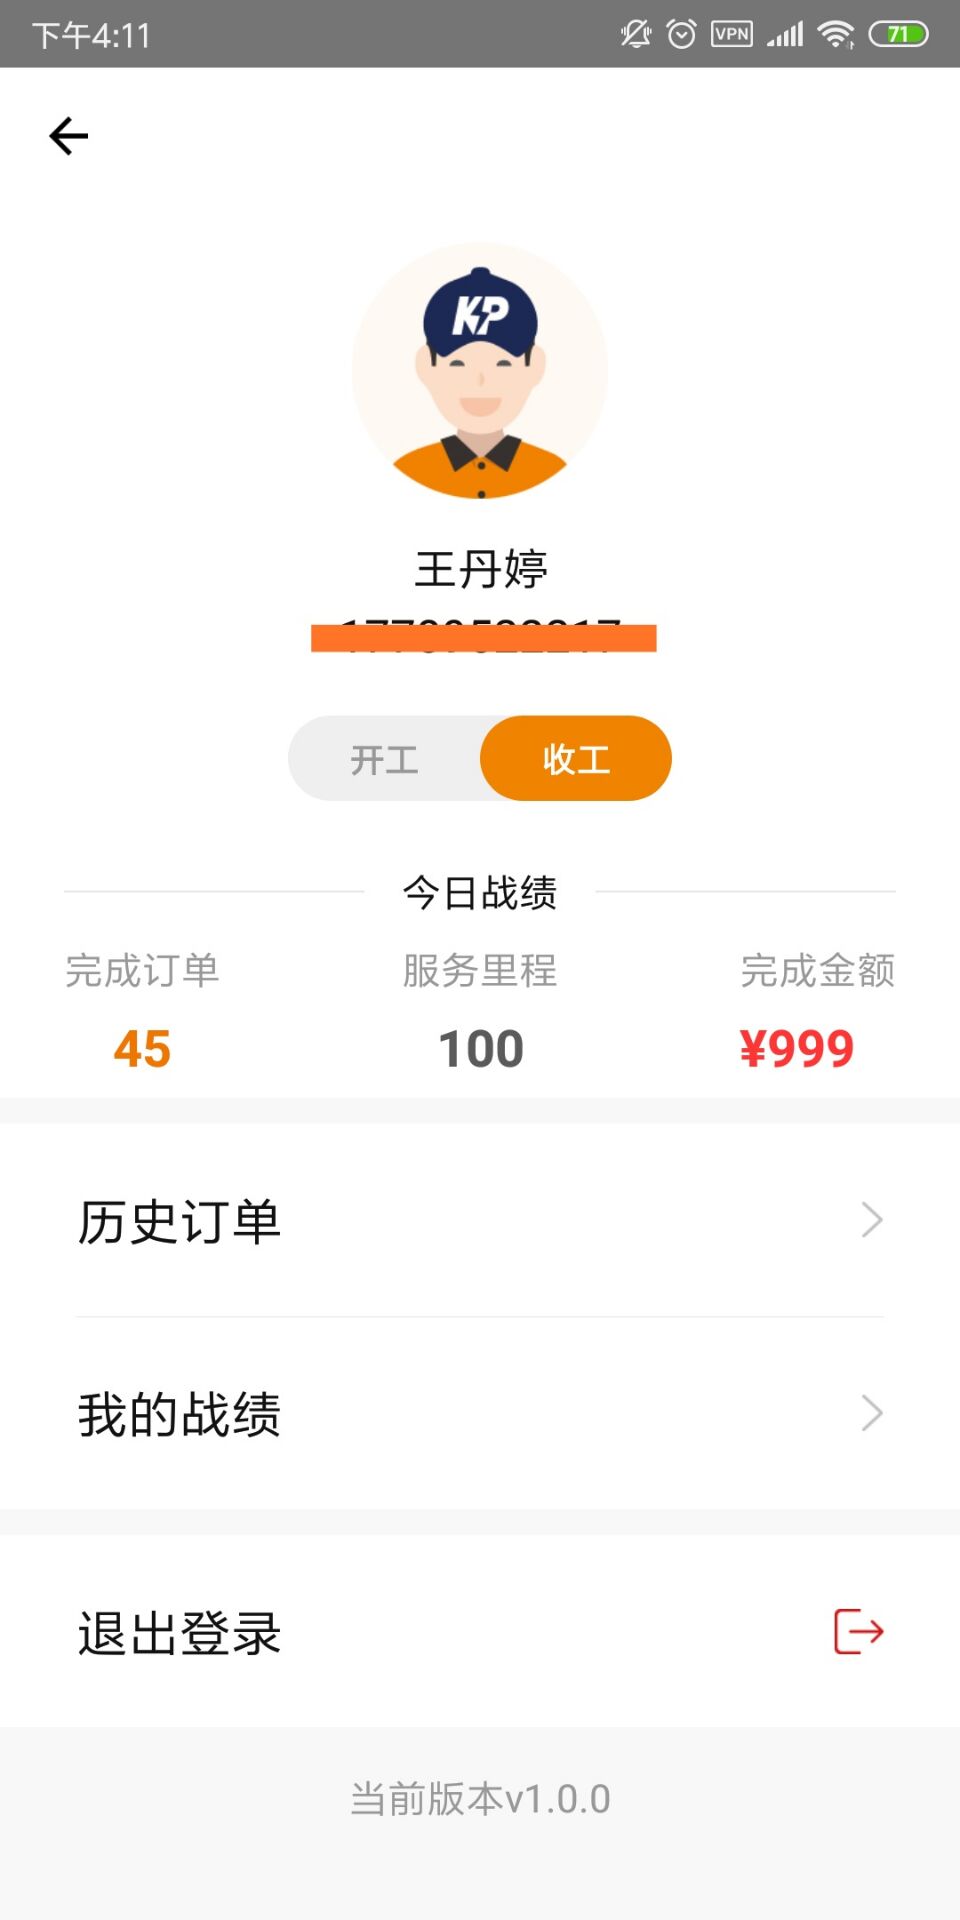 下午4:11
VPN
71
KP
王丹婷
开工 收工
今日战绩
完成订单 服务里程 完成金额
45 100 ¥999
历史订单
我的战绩
退出登录
当前版本v1.0.0